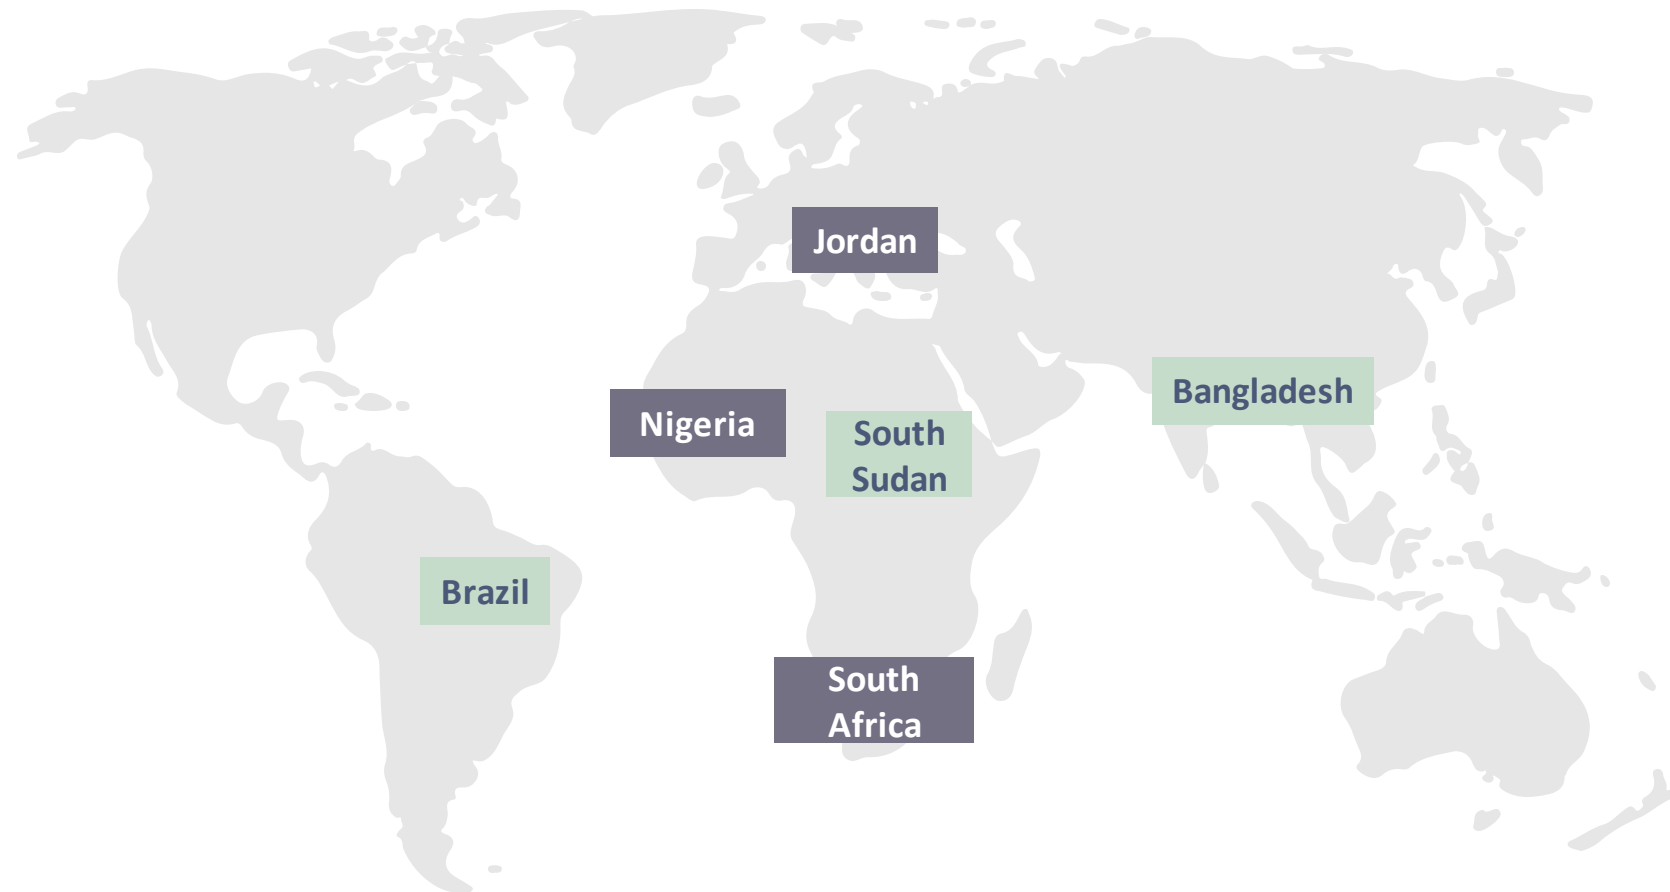 Jordan
Bangladesh
Nigeria
South
Sudan
Brazil
South
Africa